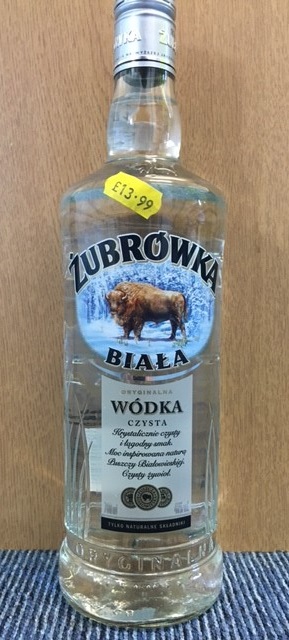 £13.99
ŻUBRÓWKA
BIAŁA
ORYGINALNA
WÓDKA
CZYSTA
Krystalicznie czysty
i łagodny smak.
Moc inspirowana naturą
Puszczy Białowieskiej.
Czysty żywioł.
TYLKO NATURALNE SKŁADNIKI
ORYGINALNA